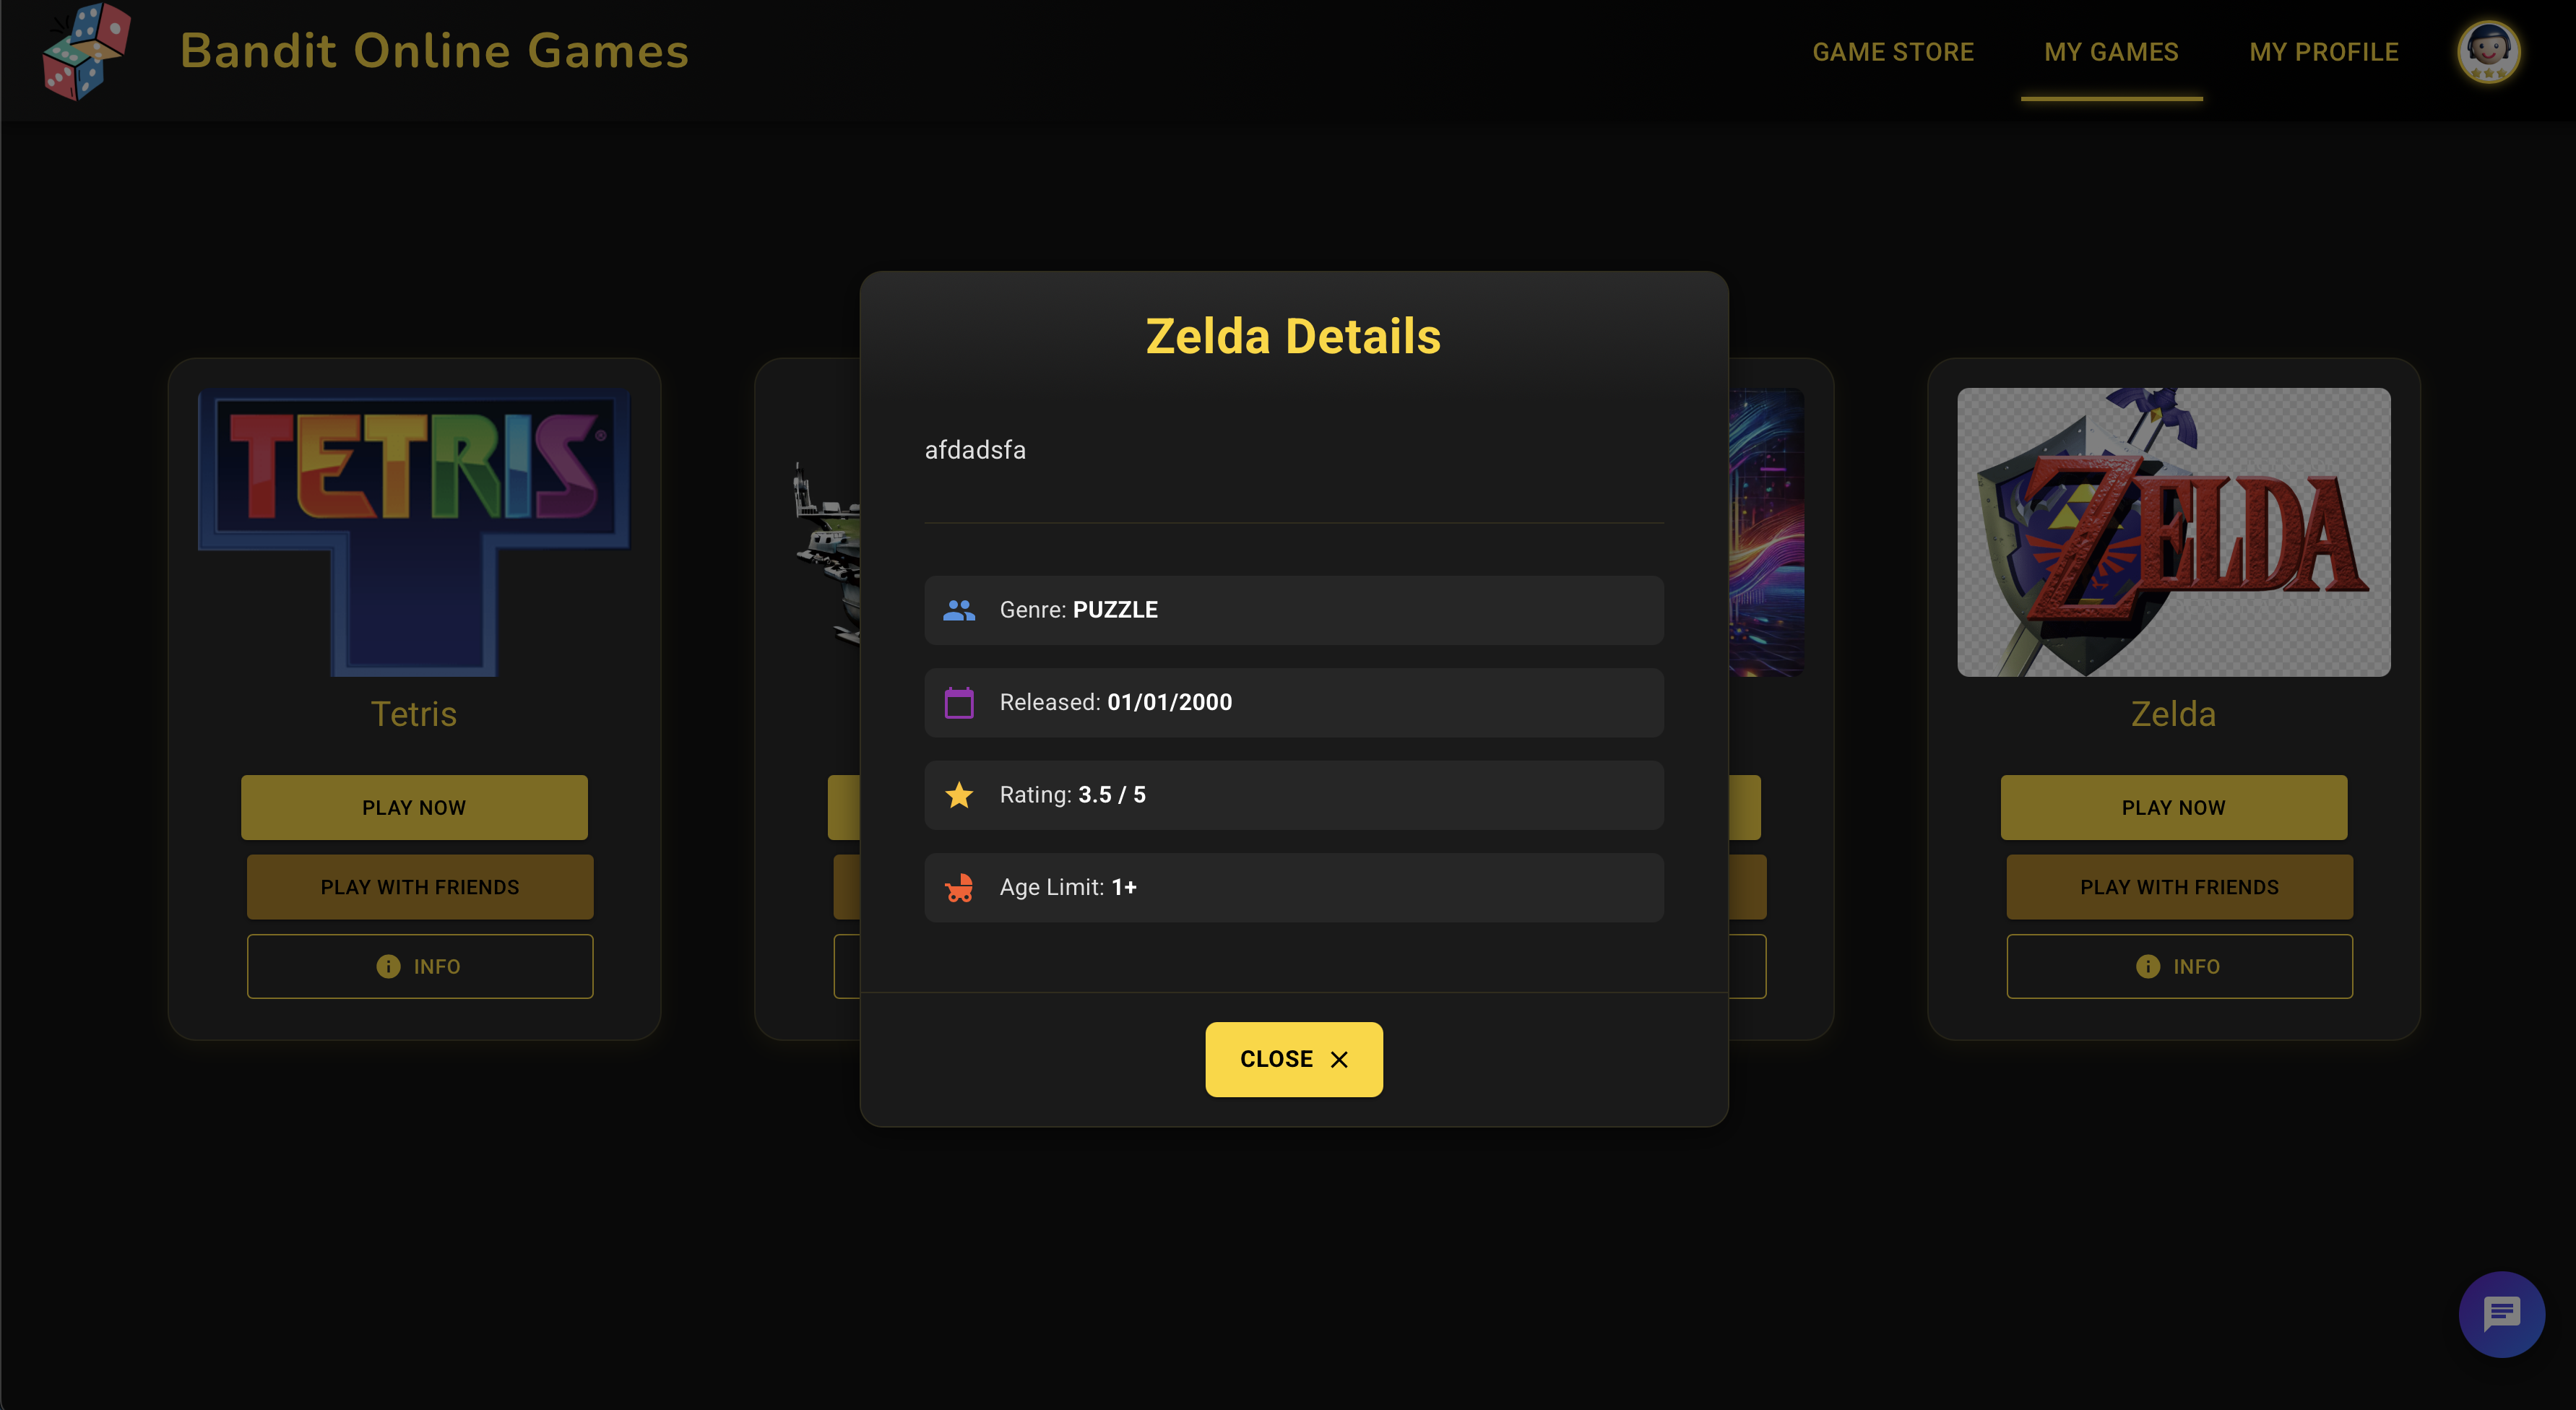 Bandit Online Games
GAME STORE
MY GAMES
MY PROFILE
Zelda Details
afdadsfa
Genre: PUZZLE
Released: 01/01/2000
Rating: 3.5 / 5
Age Limit: 1+
CLOSE
TETRIS®
Tetris
PLAY NOW
PLAY WITH FRIENDS
INFO
ZELDA
Zelda
PLAY NOW
PLAY WITH FRIENDS
INFO